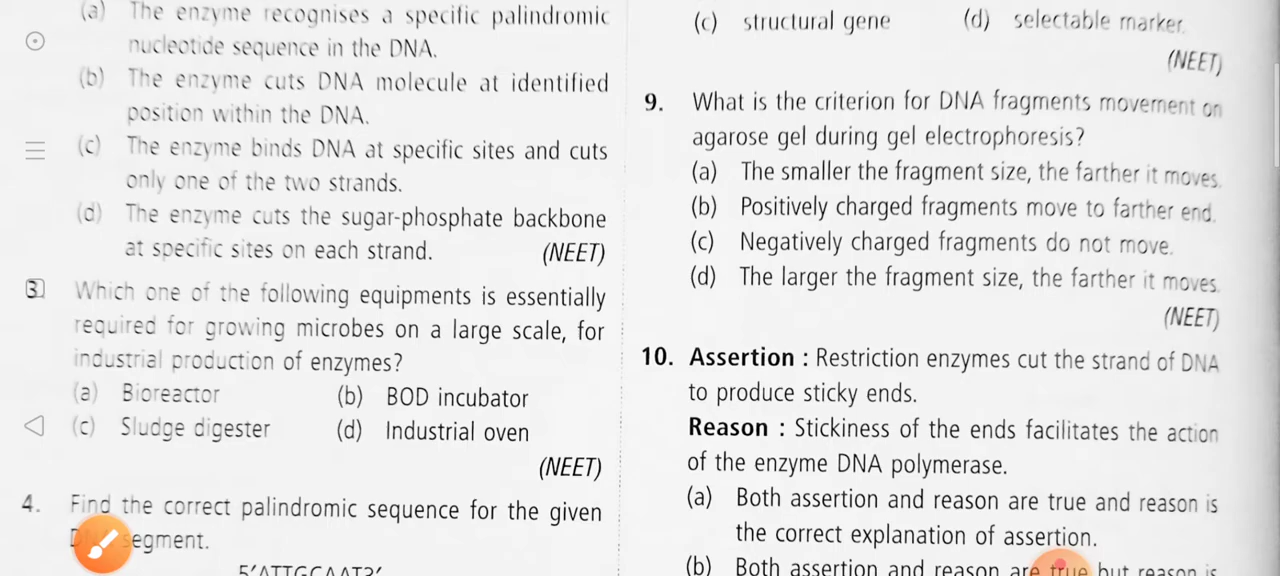 (a) The enzyme recognises a specific palindromic
nucleotide sequence in the DNA.
(b) The enzyme cuts DNA molecule at identified
position within the DNA.
(c) The enzyme binds DNA at specific sites and cuts
only one of the two strands.
(d) The enzyme cuts the sugar-phosphate backbone
at specific sites on each strand. (NEET)
3. Which one of the following equipments is essentially
required for growing microbes on a large scale, for
industrial production of enzymes?
(a) Bioreactor (b) BOD incubator
(c) Sludge digester (d) Industrial oven
(NEET)
4. Find the correct palindromic sequence for the given
segment.
5′ATTGCAAT3′
(c) structural gene (d) selectable marker.
(NEET)
9. What is the criterion for DNA fragments movement on
agarose gel during gel electrophoresis?
(a) The smaller the fragment size, the farther it moves.
(b) Positively charged fragments move to farther end.
(c) Negatively charged fragments do not move.
(d) The larger the fragment size, the farther it moves.
(NEET)
10. Assertion : Restriction enzymes cut the strand of DNA
to produce sticky ends.
Reason : Stickiness of the ends facilitates the action
of the enzyme DNA polymerase.
(a) Both assertion and reason are true and reason is
the correct explanation of assertion.
(b) Both assertion and reason are true but reason is